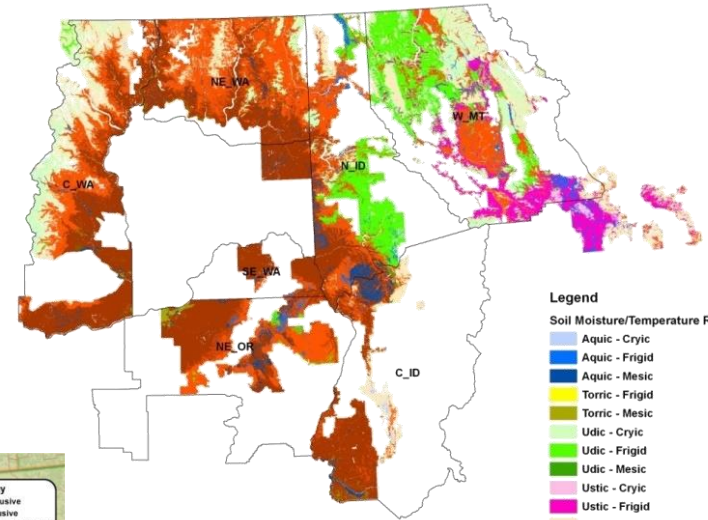 NE_WA
W_MT
N_ID
C_WA
SE_WA
NE_OR
C_ID
Legend
Soil Moisture/Temperature R
Aquic - Cryic
Aquic - Frigid
Aquic - Mesic
Torric - Frigid
Torric - Mesic
Udic - Cryic
Udic - Frigid
Udic - Mesic
Ustic - Cryic
Ustic - Frigid
y
usive
usive